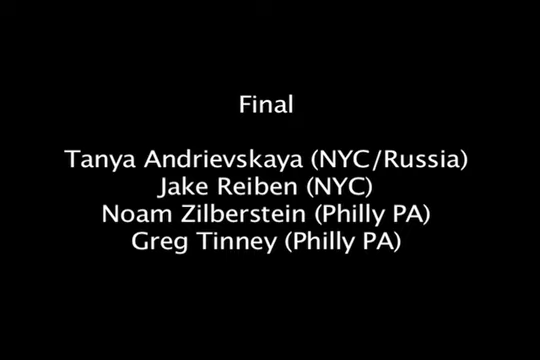 Final
Tanya Andrievskaya (NYC/Russia)
Jake Reiben (NYC)
Noam Zilberstein (Philly PA)
Greg Tinney (Philly PA)